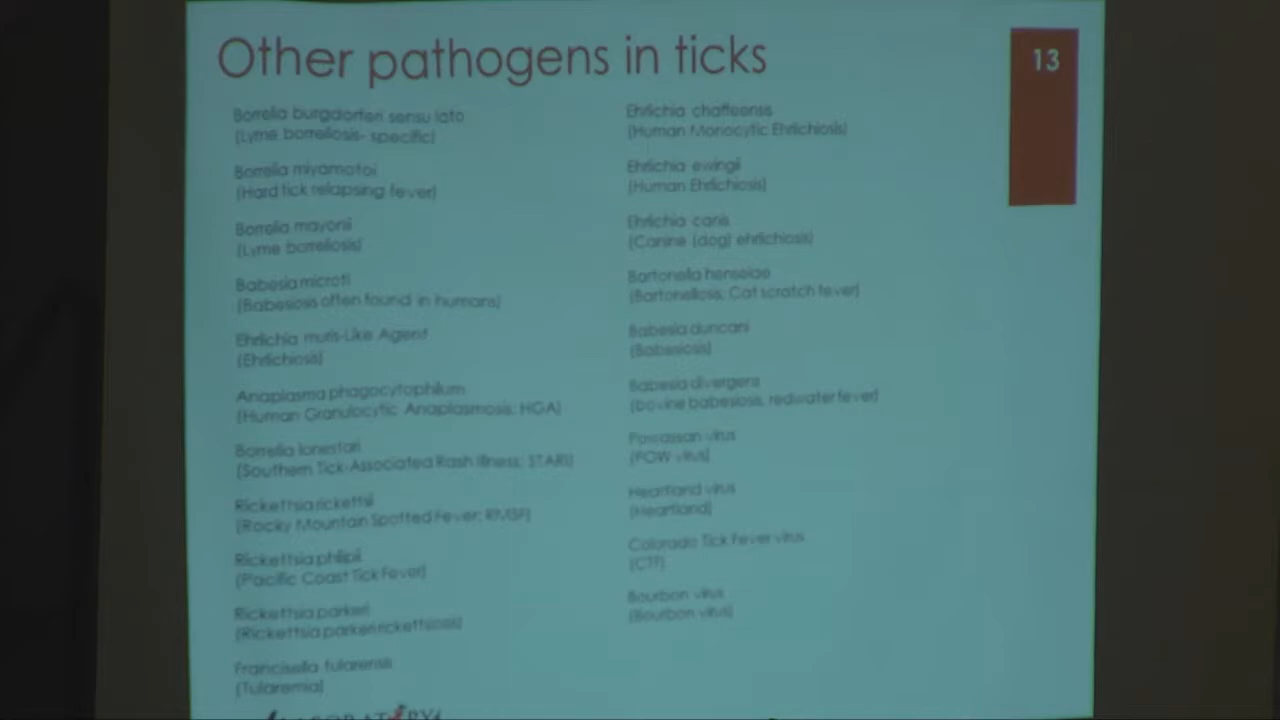 Other pathogens in ticks
13
Borrelia burgdorferi sensu lato
(Lyme borreliosis- specific)
Borrelia miyamotoi
(Hard tick relapsing fever)
Borrelia mayonii
(Lyme borreliosis)
Babesia microti
(Babesiosis often found in humans)
Ehrlichia muris-Like Agent
(Ehrlichiosis)
Anaplasma phagocytophilum
(Human Granulocytic Anaplasmosis; HGA)
Borrelia lonestari
(Southern Tick-Associated Rash Illness; STARI)
Rickettsia rickettsii
(Rocky Mountain Spotted Fever; RMSF)
Rickettsia philipii
(Pacific Coast Tick Fever)
Rickettsia parkeri
(Rickettsia parkeri rickettsiosis)
Francisella tularensis
(Tularemia)
Ehrlichia chaffeensis
(Human Monocytic Ehrlichiosis)
Ehrlichia ewingii
(Human Ehrlichiosis)
Ehrlichia canis
(Canine (dog) ehrlichiosis)
Bartonella henselae
(Bartonellosis; Cat scratch fever)
Babesia duncani
(Babesiosis)
Babesia divergens
(bovine babesiosis, redwater fever)
Powassan virus
(POW virus)
Heartland virus
(Heartland)
Colorado Tick Fever virus
(CTF)
Bourbon virus
(Bourbon virus)